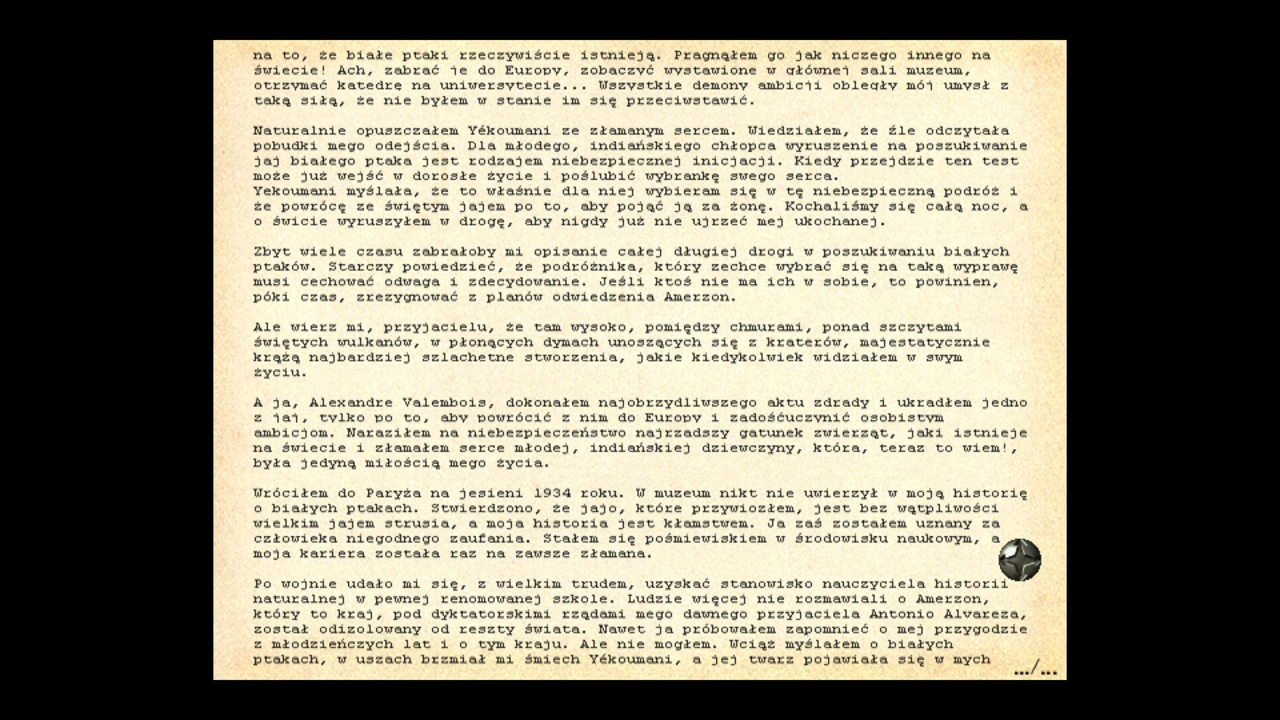 na to, że białe ptaki rzeczywiście istnieją. Pragnąłem go jak niczego innego na
świecie! Ach, zabrać je do Europy, zobaczyć wystawione w głównej sali muzeum,
otrzymać katedrę na uniwersytecie... Wszystkie demony ambicji obległy mój umysł z
taką siłą, że nie byłem w stanie im się przeciwstawić.
Naturalnie opuszczałem Yékoumani ze złamanym sercem. Wiedziałem, że źle odczytała
pobudki mego odejścia. Dla młodego, indiańskiego chłopca wyruszenie na poszukiwanie
jaj białego ptaka jest rodzajem niebezpiecznej inicjacji. Kiedy przejdzie ten test
może już wejść w dorosłe życie i poślubić wybrankę swego serca.
Yekoumani myślała, że to właśnie dla niej wybieram się w tę niebezpieczną podróż i
że powrócę ze świętym jajem po to, aby pojąć ją za żonę. Kochaliśmy się całą noc, a
o świcie wyruszyłem w drogę, aby nigdy już nie ujrzeć mej ukochanej.
Zbyt wiele czasu zabrałoby mi opisanie całej długiej drogi w poszukiwaniu białych
ptaków. Starczy powiedzieć, że podróżnika, który zechce wybrać się na taką wyprawę
musi cechować odwaga i zdecydowanie. Jeśli ktoś nie ma ich w sobie, to powinien,
póki czas, zrezygnować z planów odwiedzenia Amerzon.
Ale wierz mi, przyjacielu, że tam wysoko, pomiędzy chmurami, ponad szczytami
świętych wulkanów, w płonących dymach unoszących się z kraterów, majestatycznie
krążą najbardziej szlachetne stworzenia, jakie kiedykolwiek widziałem w swym
życiu.
A ja, Alexandre Valembois, dokonałem najobrzydliwszego aktu zdrady i ukradłem jedno
z jaj, tylko po to, aby powrócić z nim do Europy i zadośćuczynić osobistym
ambicjom. Naraziłem na niebezpieczeństwo najrzadszy gatunek zwierząt, jaki istnieje
na świecie i złamałem serce młodej, indiańskiej dziewczyny, która, teraz to wiem!,
była jedyną miłością mego życia.
Wróciłem do Paryża na jesieni 1934 roku. W muzeum nikt nie uwierzył w moją historię
o białych ptakach. Stwierdzono, że jajo, które przywiozłem, jest bez wątpliwości
wielkim jajem strusia, a moja historia jest kłamstwem. Ja zaś zostałem uznany za
człowieka niegodnego zaufania. Stałem się pośmiewiskiem w środowisku naukowym, a
moja kariera została raz na zawsze złamana.
Po wojnie udało mi się, z wielkim trudem, uzyskać stanowisko nauczyciela historii
naturalnej w pewnej renomowanej szkole. Ludzie więcej nie rozmawiali o Amerzon,
który to kraj, pod dyktatorskimi rządami mego dawnego przyjaciela Antonio Alvareza,
został odizolowany od reszty świata. Nawet ja próbowałem zapomnieć o mej przygodzie
z młodzieńczych lat i o tym kraju. Ale nie mogłem. Wciąż myślałem o białych
ptakach, w uszach brzmiał mi śmiech Yékoumani, a jej twarz pojawiała się w mych
.../...